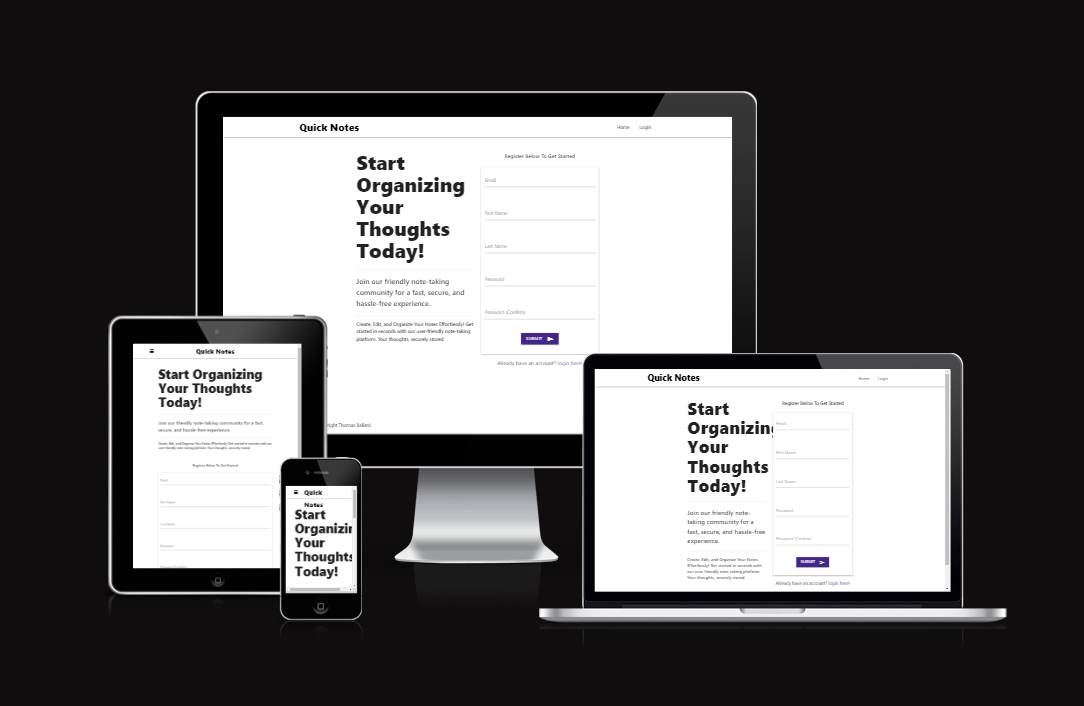 Quick Notes
Home Login
Start
Organizing
Your
Thoughts
Today!
Join our friendly note-taking
community for a fast, secure, and
hassle-free experience.
Create, Edit, and Organize Your Notes Effortlessly! Get
started in seconds with our user-friendly note-taking
platform. Your thoughts, securely stored.
Register Below To Get Started
Email
First Name
Last Name
Password
Password (Confirm)
SUBMIT
Already have an account? login here!
right Thomas Ballard
Quick Notes
Start Organizing
Your Thoughts
Today!
Join our friendly note-taking community for a fast,
secure, and hassle-free experience.
Create, Edit, and Organize Your Notes Effortlessly! Get started in seconds with our
user-friendly note-taking platform. Your thoughts, securely stored.
Register Below To Get Started
Email
First Name
Last Name
Password
Quick
Notes
Start
Organizin
Your
Thoughts
Today!
Quick Notes
Home Login
Start
Organizing
Your
Thoughts
Today!
Join our friendly note-
taking community for a
fast, secure, and hassle-free
experience.
Create, Edit, and Organize Your Notes
Effortlessly! Get started in seconds with
our user-friendly note-taking platform.
Your thoughts, securely stored.
Register Below To Get Started
Email
First Name
Last Name
Password
Password (Confirm)
SUBMIT
Already have an account? login here!